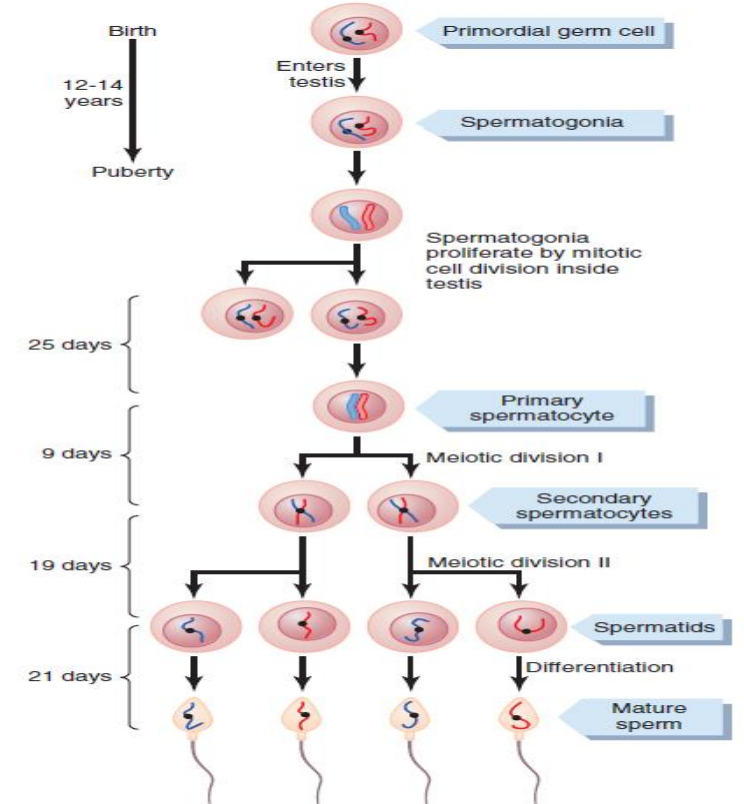 Birth
Primordial germ cell
Enters
testis
12-14
years
Spermatogonia
Puberty
Spermatogonia
proliferate by mitotic
cell division inside
testis
25 days
Primary
spermatocyte
9 days
Meiotic division I
Secondary
spermatocytes
19 days
Meiotic division II
Spermatids
21 days
Differentiation
Mature
sperm